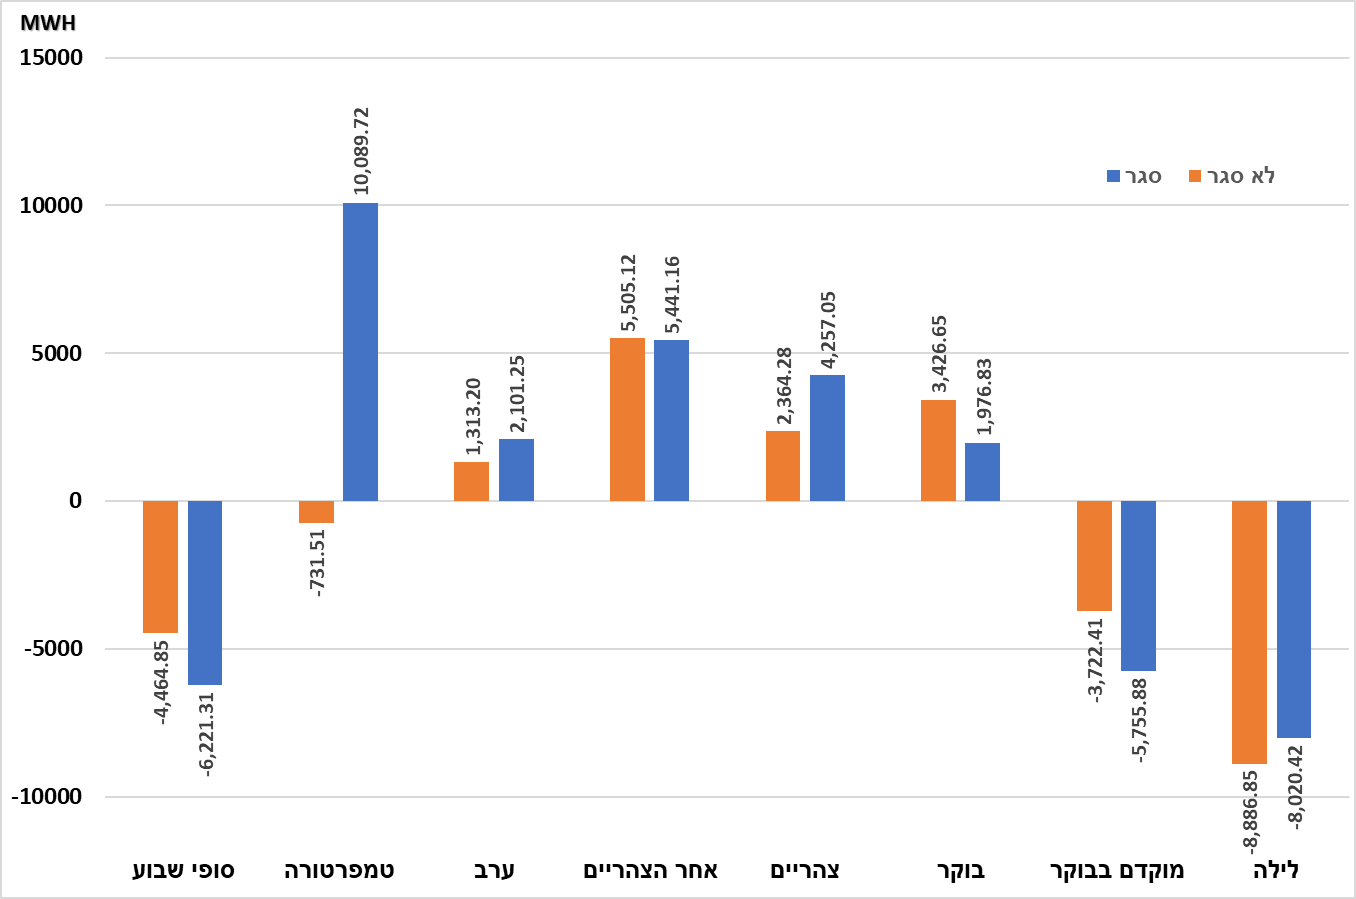 MWH
15000
10000
5000
0
-5000
-10000
סגר
לא סגר
-4,464.85
-6,221.31
-731.51
10,089.72
1,313.20
2,101.25
5,505.12
5,441.16
2,364.28
4,257.05
3,426.65
1,976.83
-3,722.41
-5,755.88
-8,886.85
-8,020.42
סופי שבוע
טמפרטורה
ערב
אחר הצהריים
צהריים
בוקר
מוקדם בבוקר
לילה